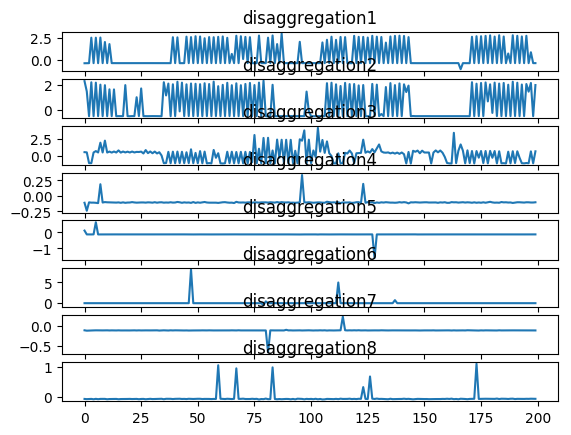 disaggregation1
2.5
0.0
disaggregation2
2
0
disaggregation3
2.5
0.0
disaggregation4
0.25
0.00
−0.25
disaggregation5
0
−1
disaggregation6
5
0
disaggregation7
0.0
−0.5
disaggregation8
1
0
0 25 50 75 100 125 150 175 200